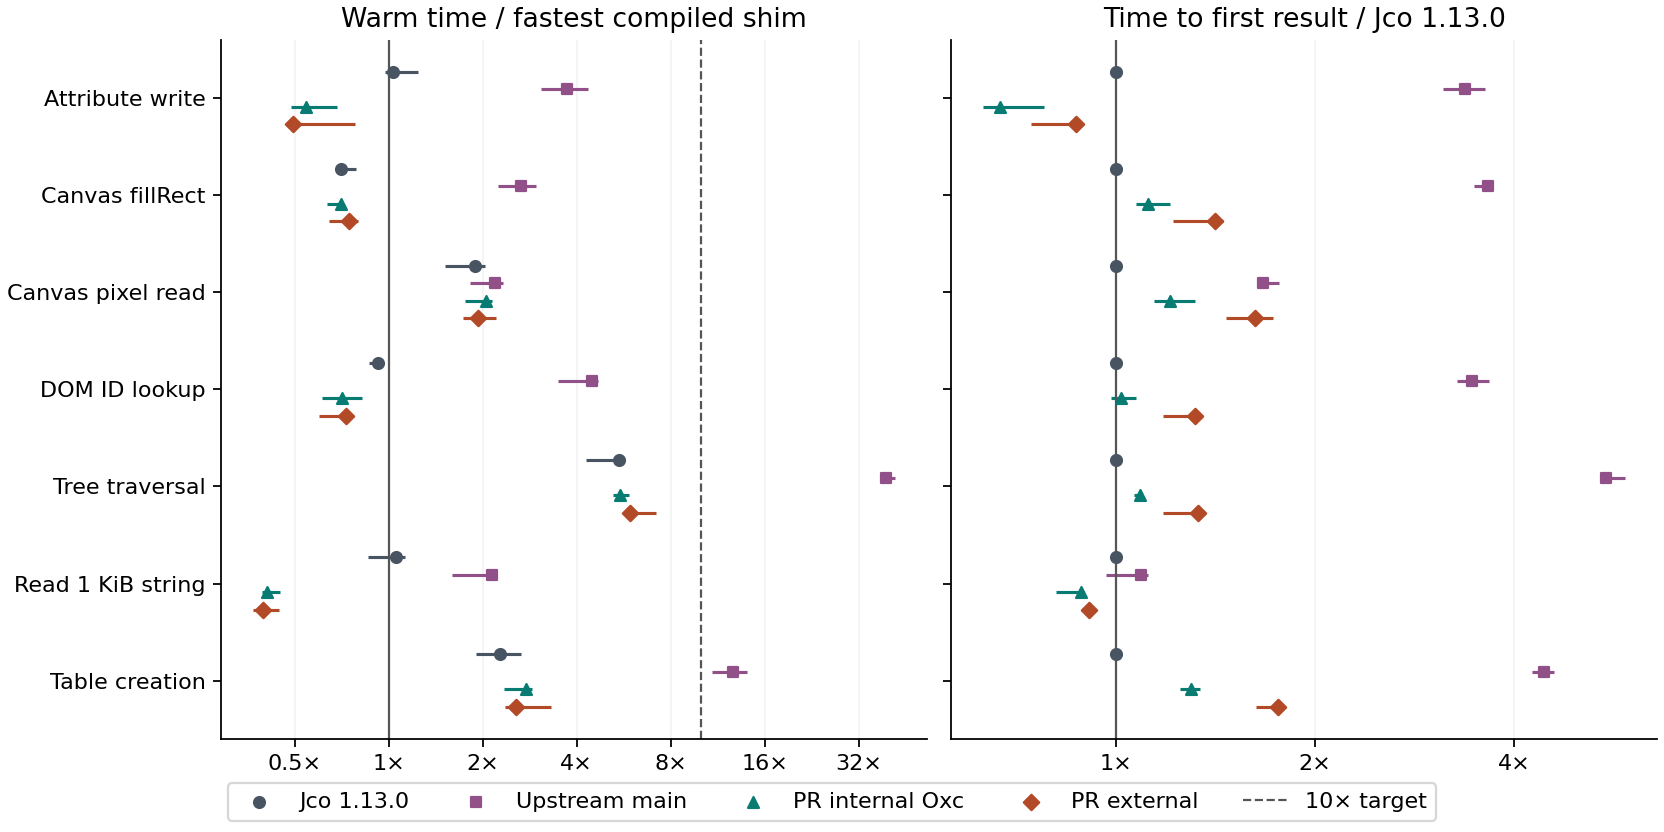 Warm time / fastest compiled shim
Time to first result / Jco 1.13.0
Attribute write
Canvas fillRect
Canvas pixel read
DOM ID lookup
Tree traversal
Read 1 KiB string
Table creation
0.5× 1× 2× 4× 8× 16× 32×
1× 2× 4×
Jco 1.13.0 Upstream main PR internal Oxc PR external 10× target